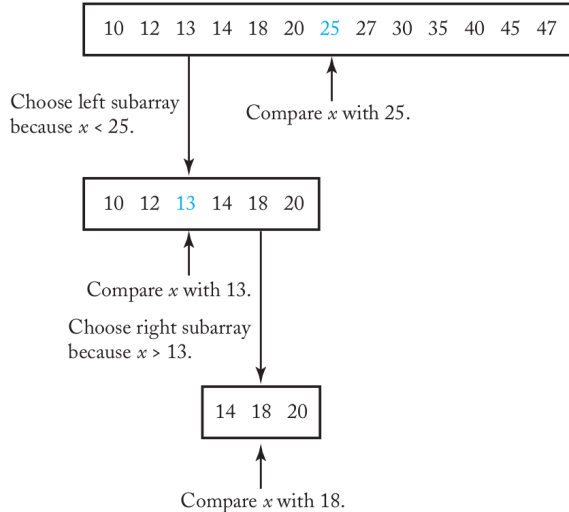 10 12 13 14 18 20 25 27 30 35 40 45 47
Choose left subarray
because x < 25.
Compare x with 25.
10 12 13 14 18 20
Compare x with 13.
Choose right subarray
because x > 13.
14 18 20
Compare x with 18.